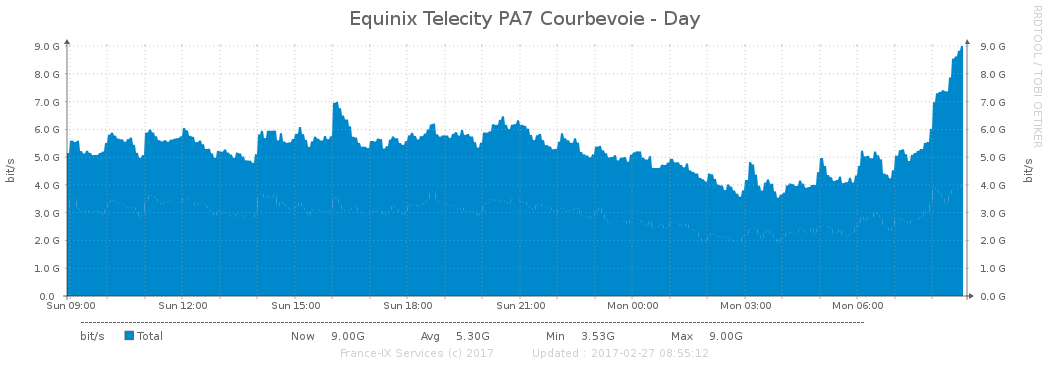 Equinix Telecity PA7 Courbevoie - Day
RRDTOOL / TOBI OETIKER
9.0 G 9.0 G
8.0 G 8.0 G
7.0 G 7.0 G
6.0 G 6.0 G
5.0 G 5.0 G
4.0 G 4.0 G
3.0 G 3.0 G
2.0 G 2.0 G
1.0 G 1.0 G
0.0 0.0 G
bit/s
bit/s
Sun 09:00 Sun 12:00 Sun 15:00 Sun 18:00 Sun 21:00 Mon 00:00 Mon 03:00 Mon 06:00
bit/s Total Now 9.00G Avg 5.30G Min 3.53G Max 9.00G
France-IX Services (c) 2017 Updated : 2017-02-27 08:55:12